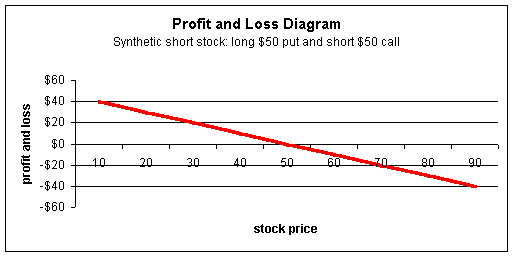 Profit and Loss Diagram
Synthetic short stock: long $50 put and short $50 call
profit and loss
$60
$40
$20
$0
-$20
-$40
-$60
10 20 30 40 50 60 70 80 90
stock price